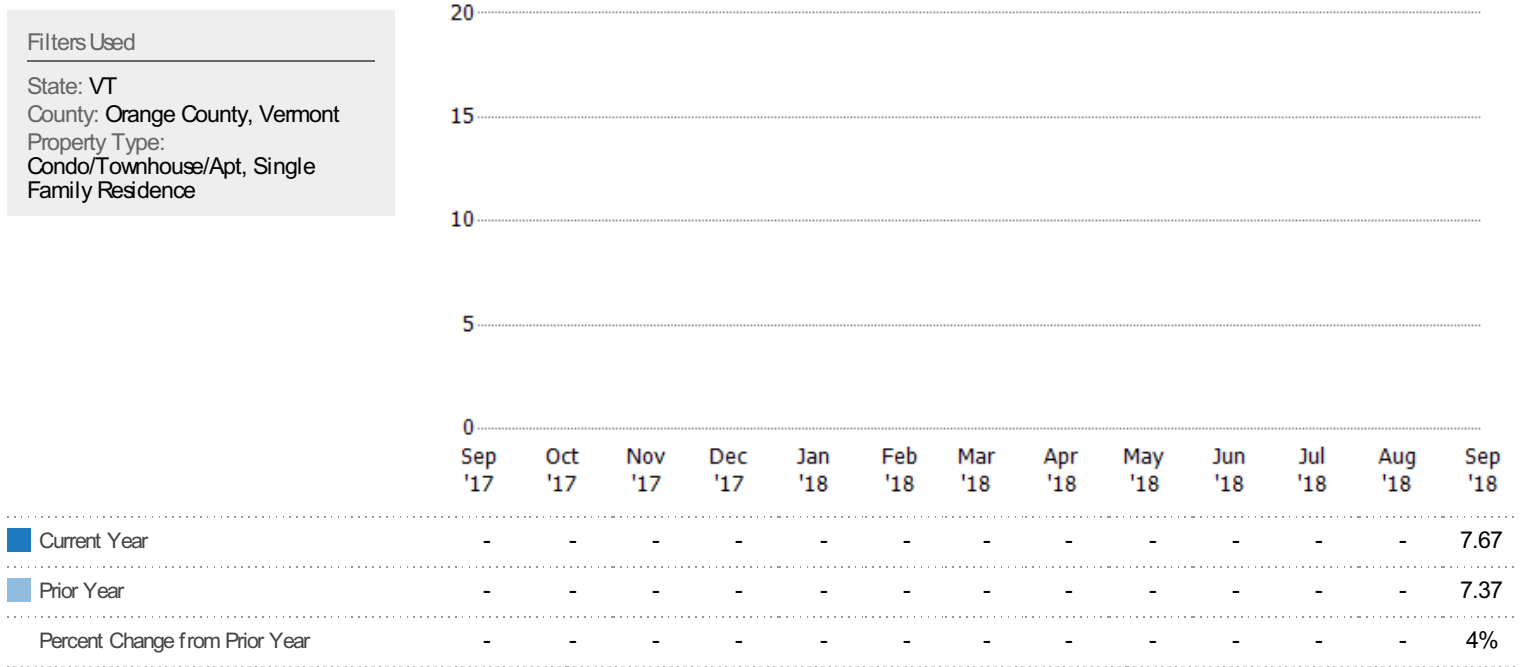 Filters Used
State: VT
County: Orange County, Vermont
Property Type:
Condo/Townhouse/Apt, Single
Family Residence
20
15
10
5
0
Sep Oct Nov Dec Jan Feb Mar Apr May Jun Jul Aug Sep
'17 '17 '17 '17 '18 '18 '18 '18 '18 '18 '18 '18 '18
Current Year - - - - - - - - - - - - 7.67
Prior Year - - - - - - - - - - - - 7.37
Percent Change from Prior Year - - - - - - - - - - - - 4%